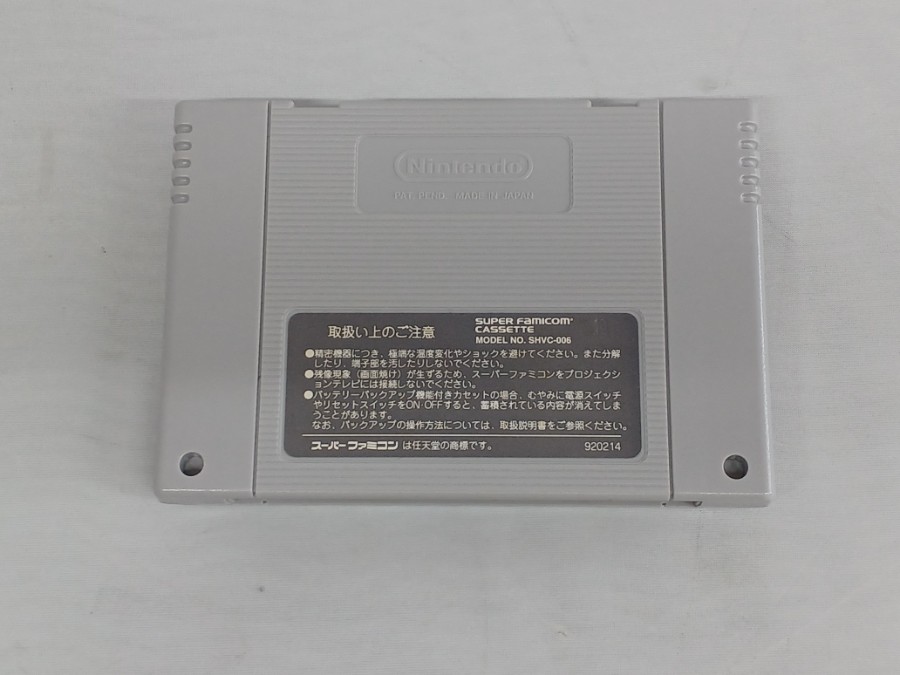 Nintendo
PAT. PEND. MADE IN JAPAN
取扱い上のご注意
SUPER FAMICOM
CASSETTE
MODEL NO. SHVC-006
●精密機器につき、極端な温度変化やショックを避けてください。また分解
したり、端子部を汚したりしないでください。
●残像現象(画面焼け)が生ずるため、スーパーファミコンをプロジェクシ
ョンテレビには接続しないでください。
●バッテリーバックアップ機能付きカセットの場合、むやみに電源スイッチ
やリセットスイッチをON・OFFすると、蓄積されている内容が消えてしま
うことがあります。
なお、バックアップの操作方法については、取扱説明書をご参照ください。
スーパーファミコンは任天堂の商標です。
920214